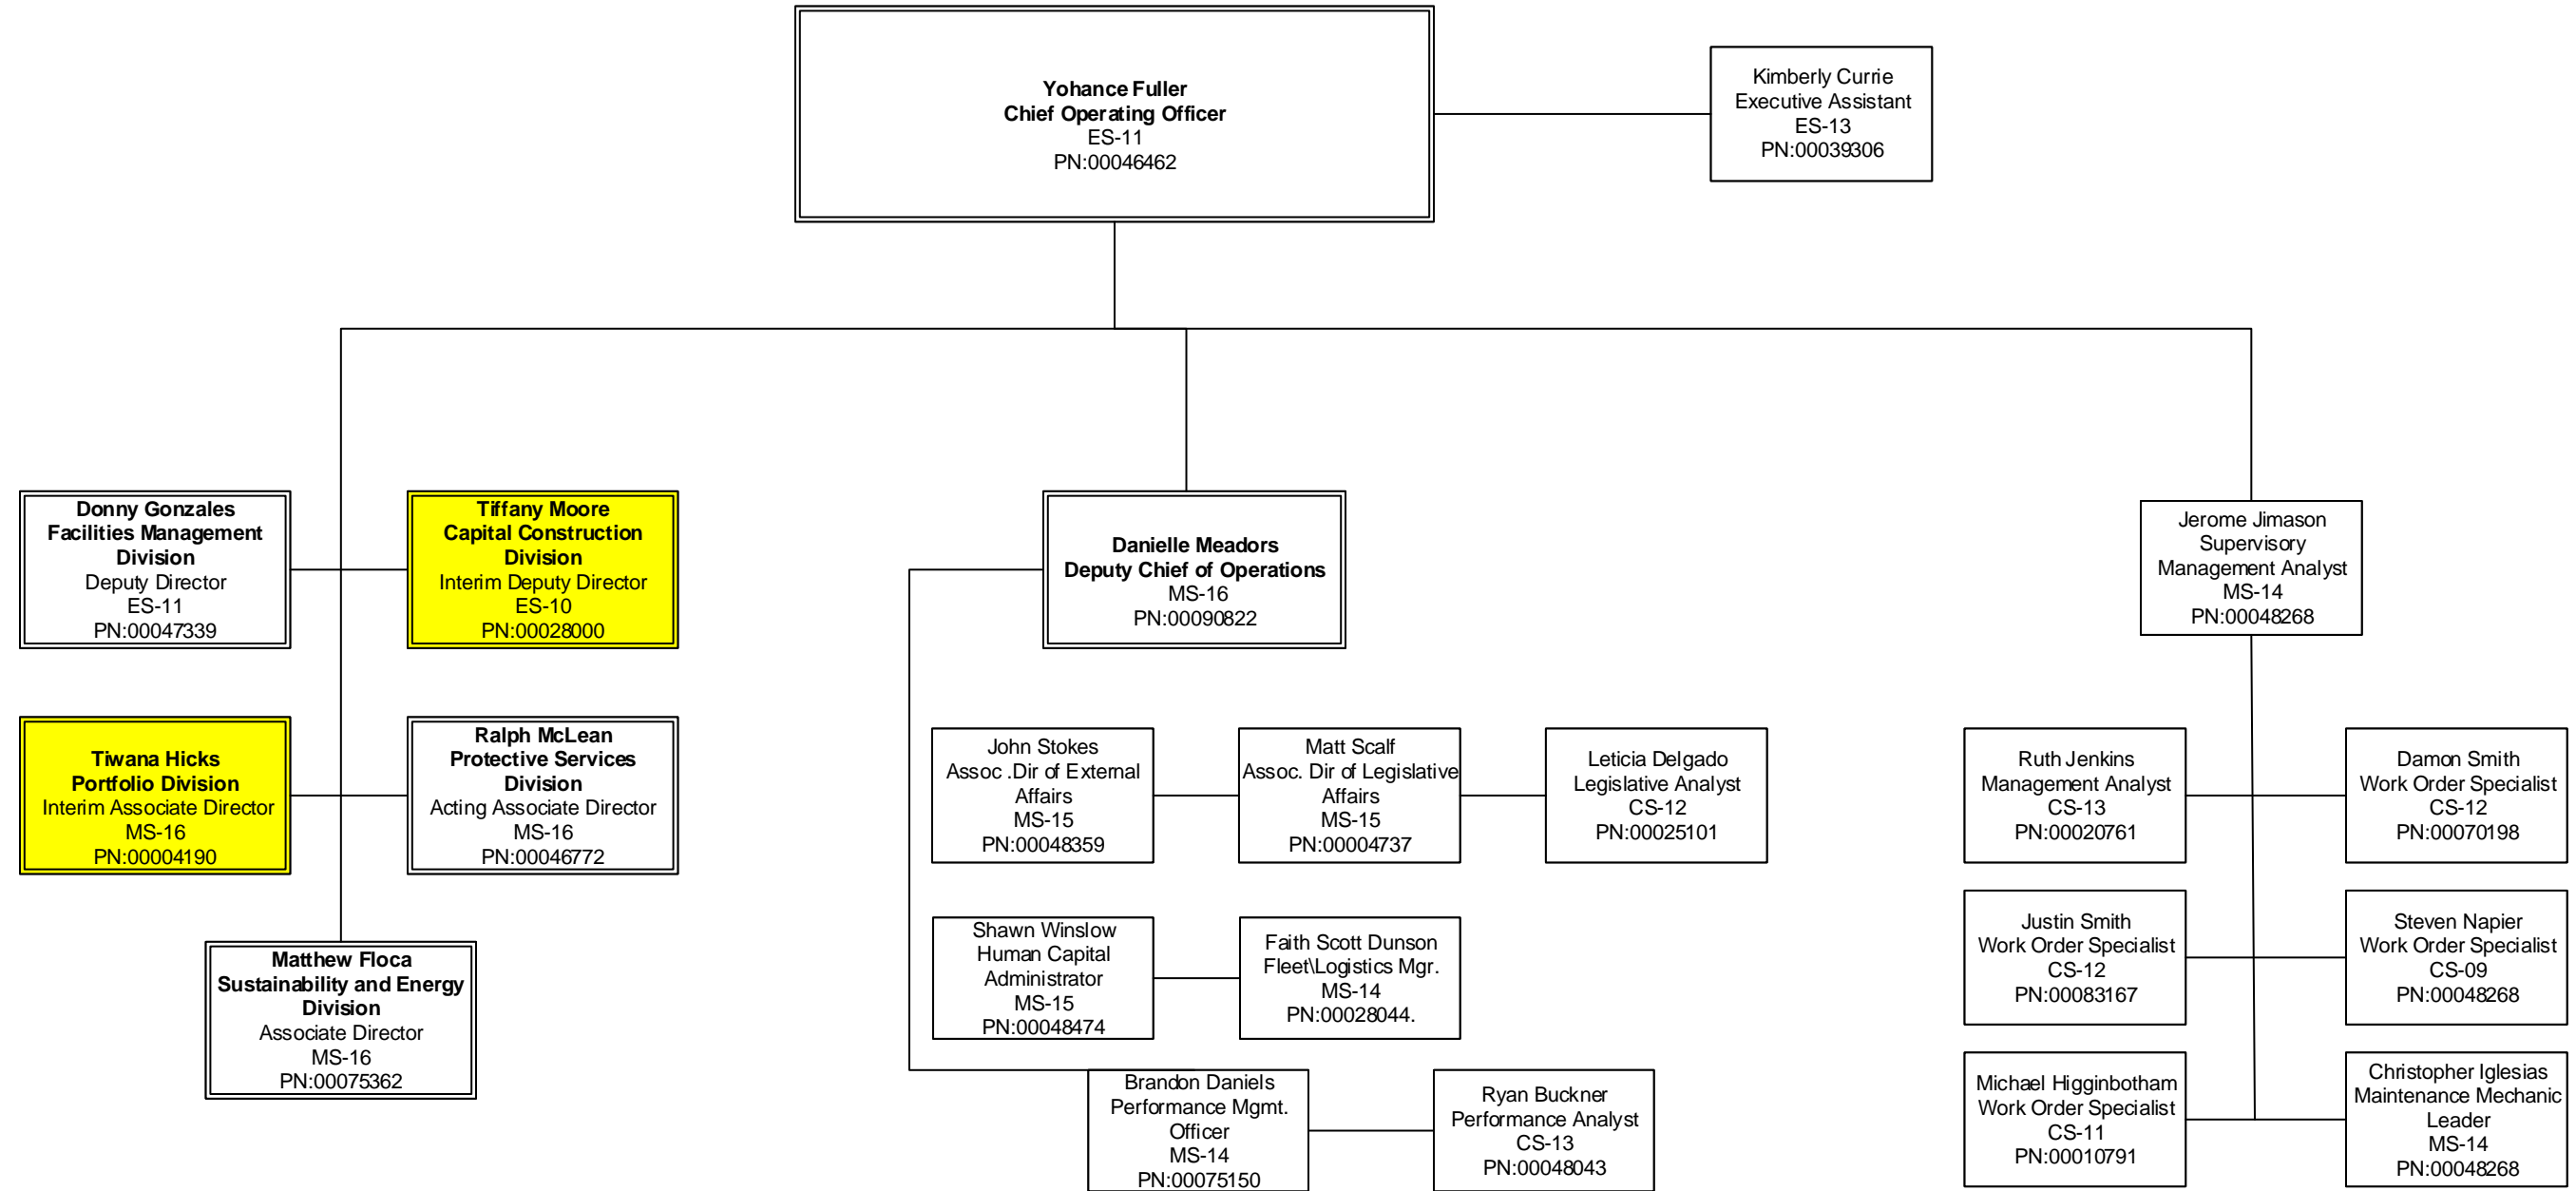 Yohance Fuller
Chief Operating Officer
ES-11
PN:00046462
Kimberly Currie
Executive Assistant
ES-13
PN:00039306
Donny Gonzales
Facilities Management
Division
Deputy Director
ES-11
PN:00047339
Tiffany Moore
Capital Construction
Division
Interim Deputy Director
ES-10
PN:00028000
Tiwana Hicks
Portfolio Division
Interim Associate Director
MS-16
PN:00004190
Ralph McLean
Protective Services
Division
Acting Associate Director
MS-16
PN:00046772
Matthew Floca
Sustainability and Energy
Division
Associate Director
MS-16
PN:00075362
Danielle Meadors
Deputy Chief of Operations
MS-16
PN:00090822
John Stokes
Assoc .Dir of External
Affairs
MS-15
PN:00048359
Matt Scalf
Assoc. Dir of Legislative
Affairs
MS-15
PN:00004737
Leticia Delgado
Legislative Analyst
CS-12
PN:00025101
Shawn Winslow
Human Capital
Administrator
MS-15
PN:00048474
Faith Scott Dunson
Fleet\Logistics Mgr.
MS-14
PN:00028044.
Brandon Daniels
Performance Mgmt.
Officer
MS-14
PN:00075150
Ryan Buckner
Performance Analyst
CS-13
PN:00048043
Jerome Jimason
Supervisory
Management Analyst
MS-14
PN:00048268
Ruth Jenkins
Management Analyst
CS-13
PN:00020761
Damon Smith
Work Order Specialist
CS-12
PN:00070198
Justin Smith
Work Order Specialist
CS-12
PN:00083167
Steven Napier
Work Order Specialist
CS-09
PN:00048268
Michael Higginbotham
Work Order Specialist
CS-11
PN:00010791
Christopher Iglesias
Maintenance Mechanic
Leader
MS-14
PN:00048268